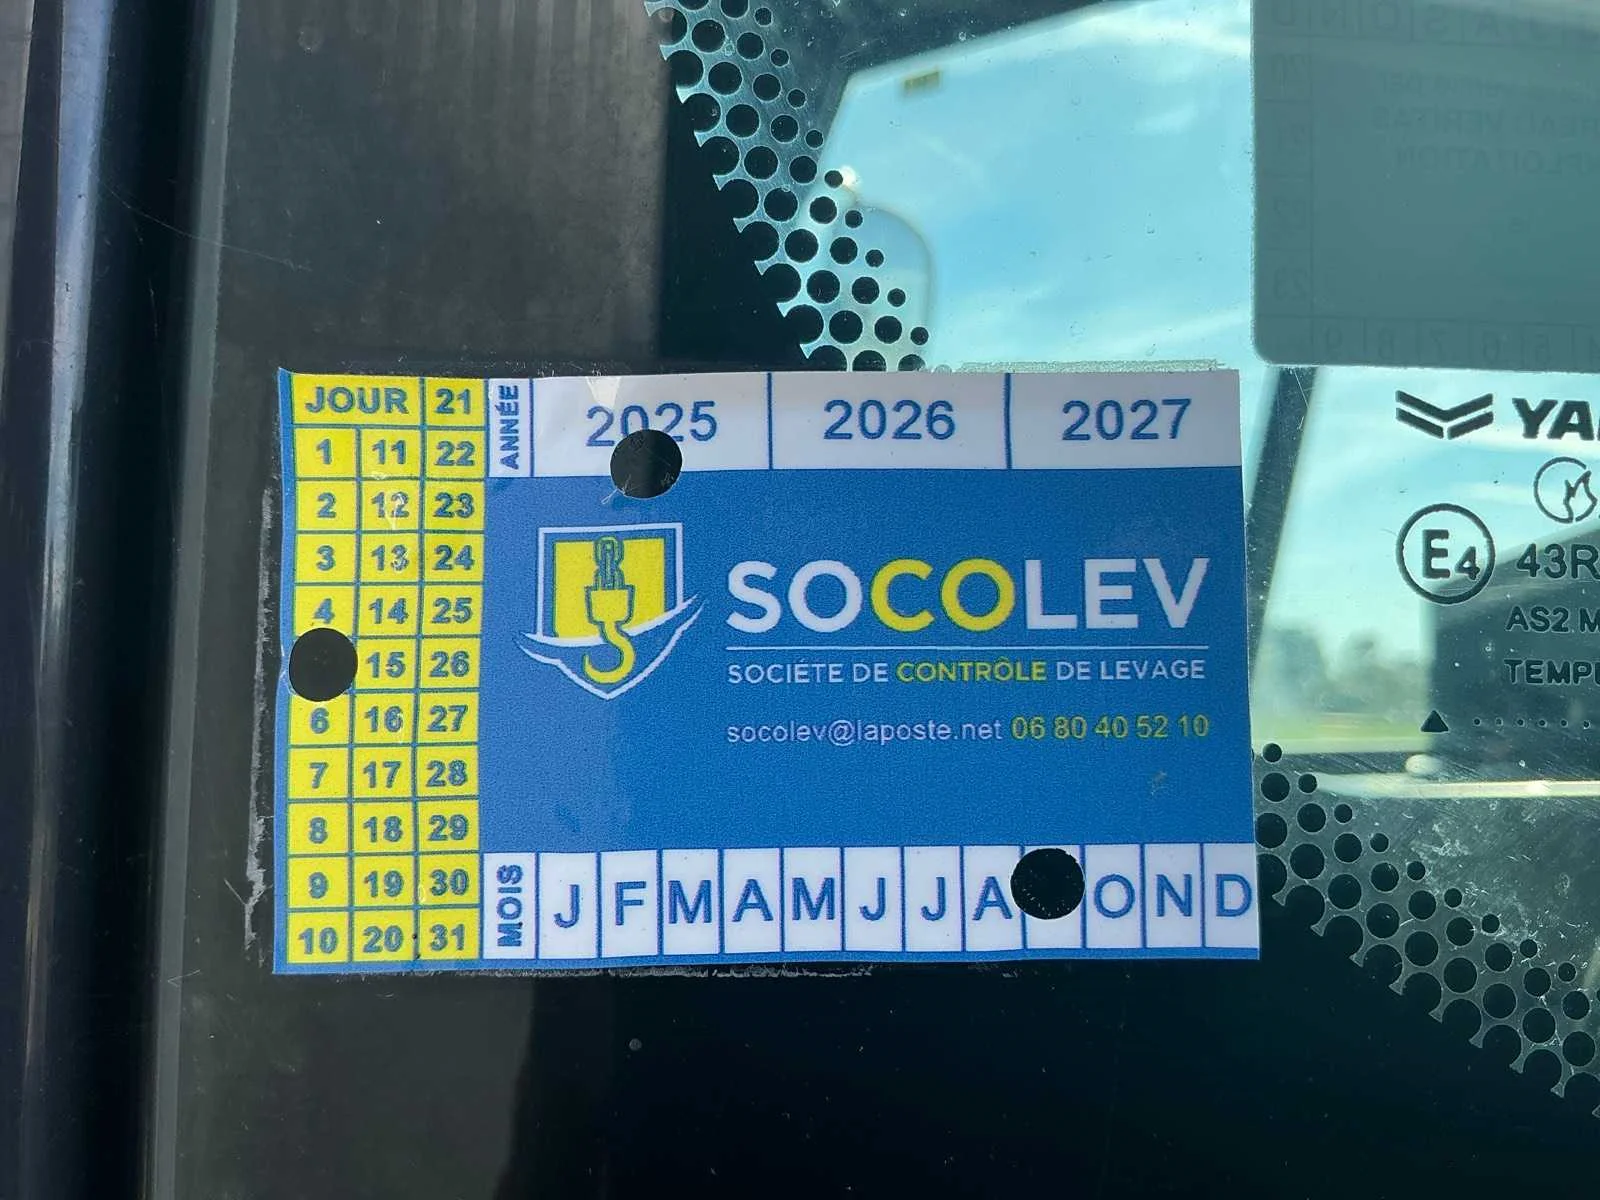 JOUR 21 ANNÉE 2025 2026 2027
1 11 22
2 12 23
3 13 24
4 14 25
15 26
6 16 27
7 17 28
8 18 29
9 19 30
10 20 31
SOCOLEV
SOCIÉTE DE CONTRÔLE DE LEVAGE
socolev@laposte.net 06 80 40 52 10
MOIS J F M A M J J A O N D
YA
E4 43R
AS2 M
TEMP